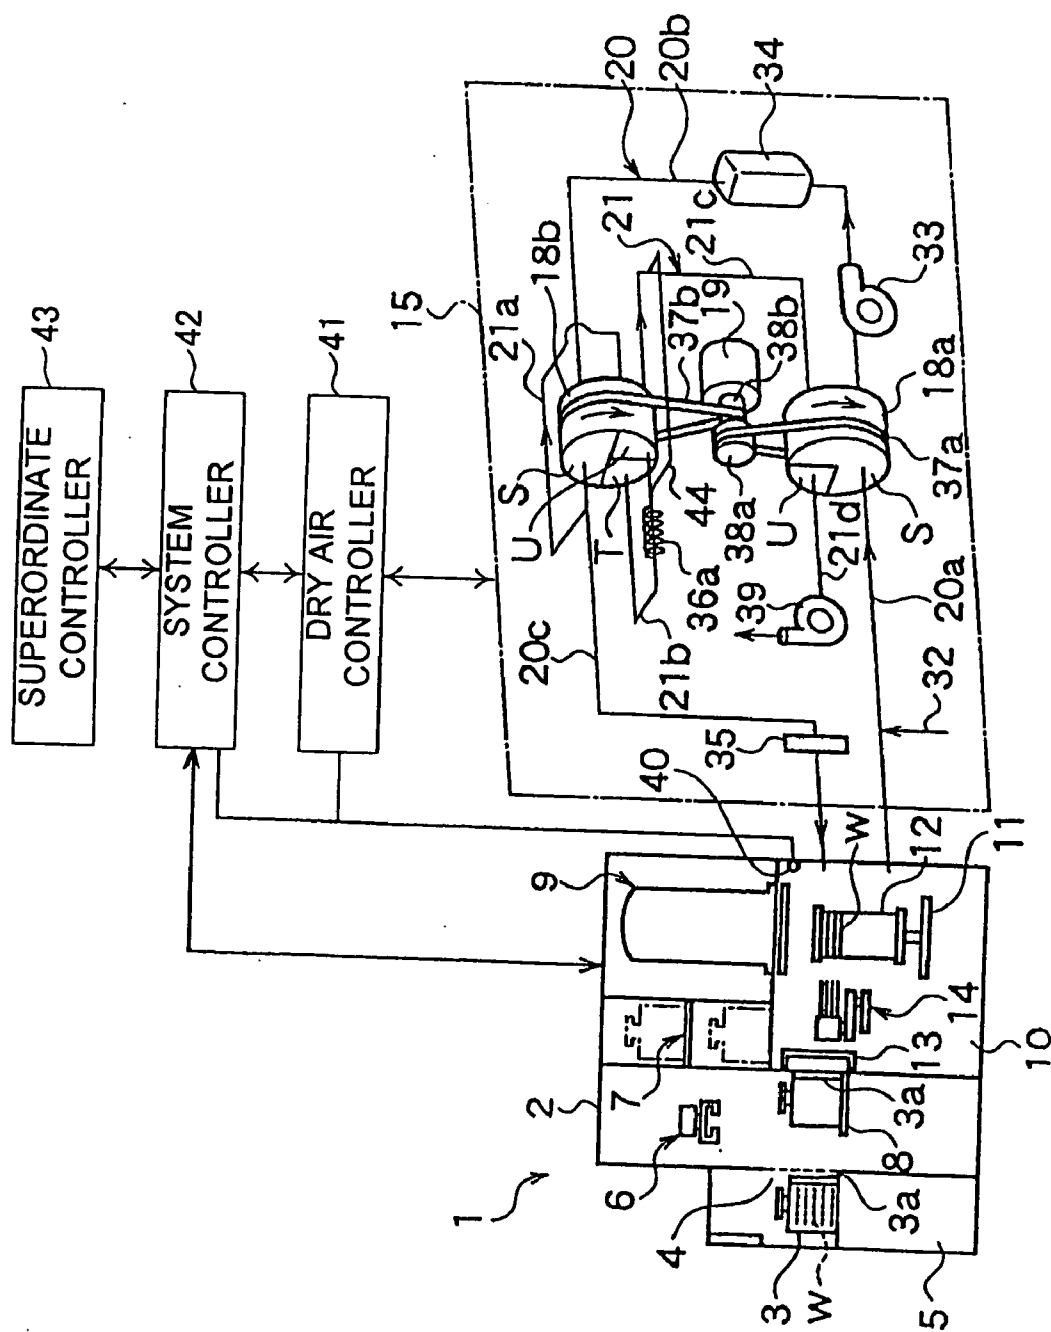 SUPERORDINATE
CONTROLLER
43
SYSTEM
CONTROLLER
42
DRY AIR
CONTROLLER
41
15
21a
18b
20
20b
34
21
21c
37b
19
38b
33
18a
37a
S
U
T
20c
21b
36a
44
38a
39
U
21d
S
20a
32
35
40
9
W
12
11
14
10
13
3a
8
7
2
6
1
4
3a
3
W
5